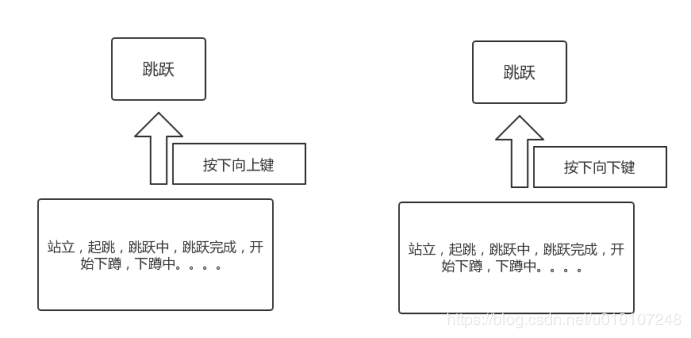 跳跃
按下向上键
站立，起跳，跳跃中，跳跃完成，开
始下蹲，下蹲中。。。。
跳跃
按下向下键
站立，起跳，跳跃中，跳跃完成，开
始下蹲，下蹲中。。。。
https://blog.csdn.net/u010107248